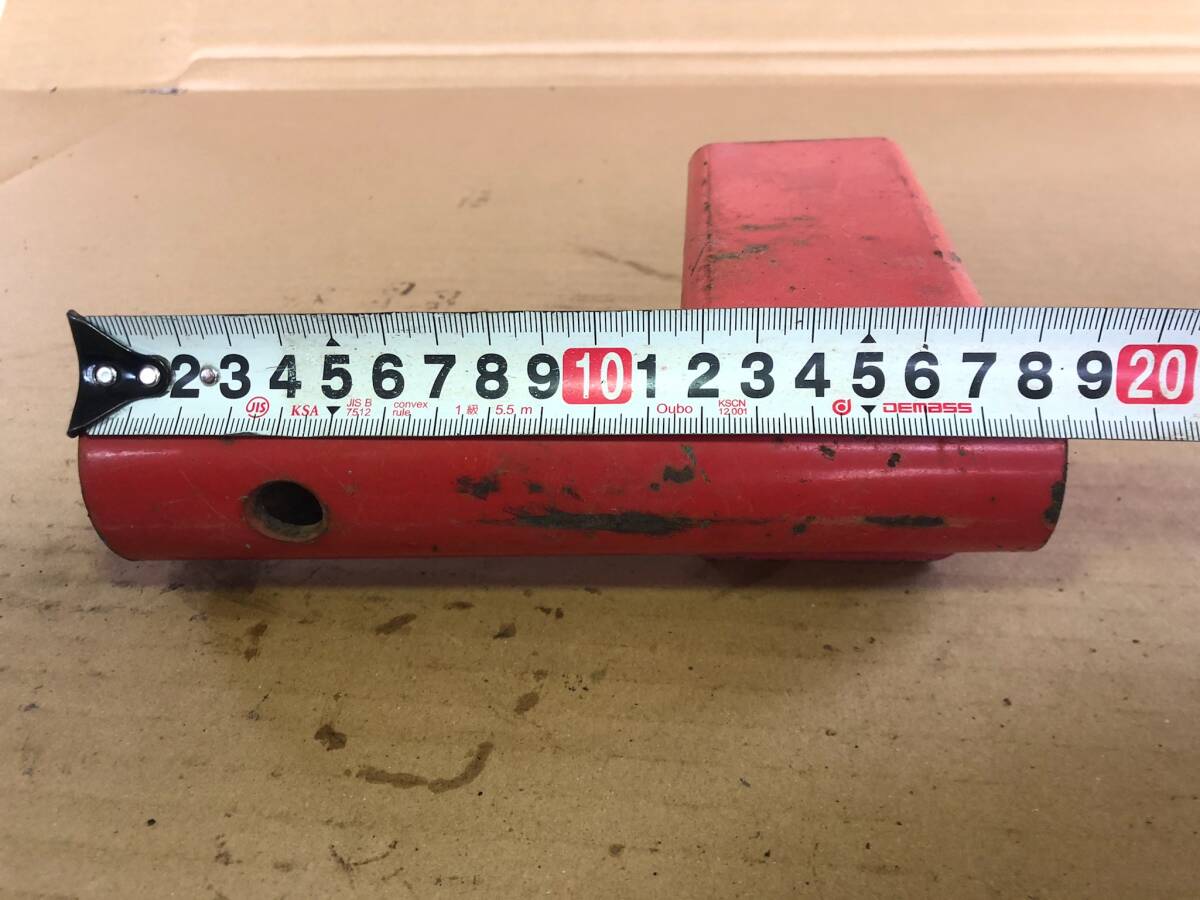 2 3 4 5 6 7 8 9 10 1 2 3 4 5 6 7 8 9 20
JIS KSA JIS B 7512 convex rule 1級 5.5 m Oubo KSCN 12,001 DEMASS